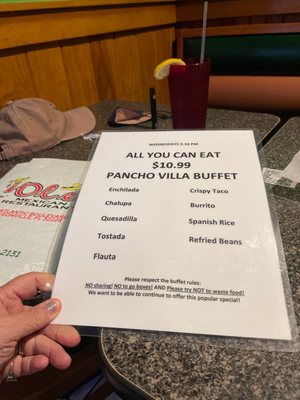 WEDNESDAYS 5-10 PM
ALL YOU CAN EAT
$10.99
PANCHO VILLA BUFFET
Enchilada
Chalupa
Quesadilla
Tostada
Flauta
Crispy Taco
Burrito
Spanish Rice
Refried Beans
Please respect the buffet rules:
NO sharing! NO to go boxes! AND Please try NOT to waste food!
We want to be able to continue to offer this popular special!
MEXICAN
RESTAURANT
2131